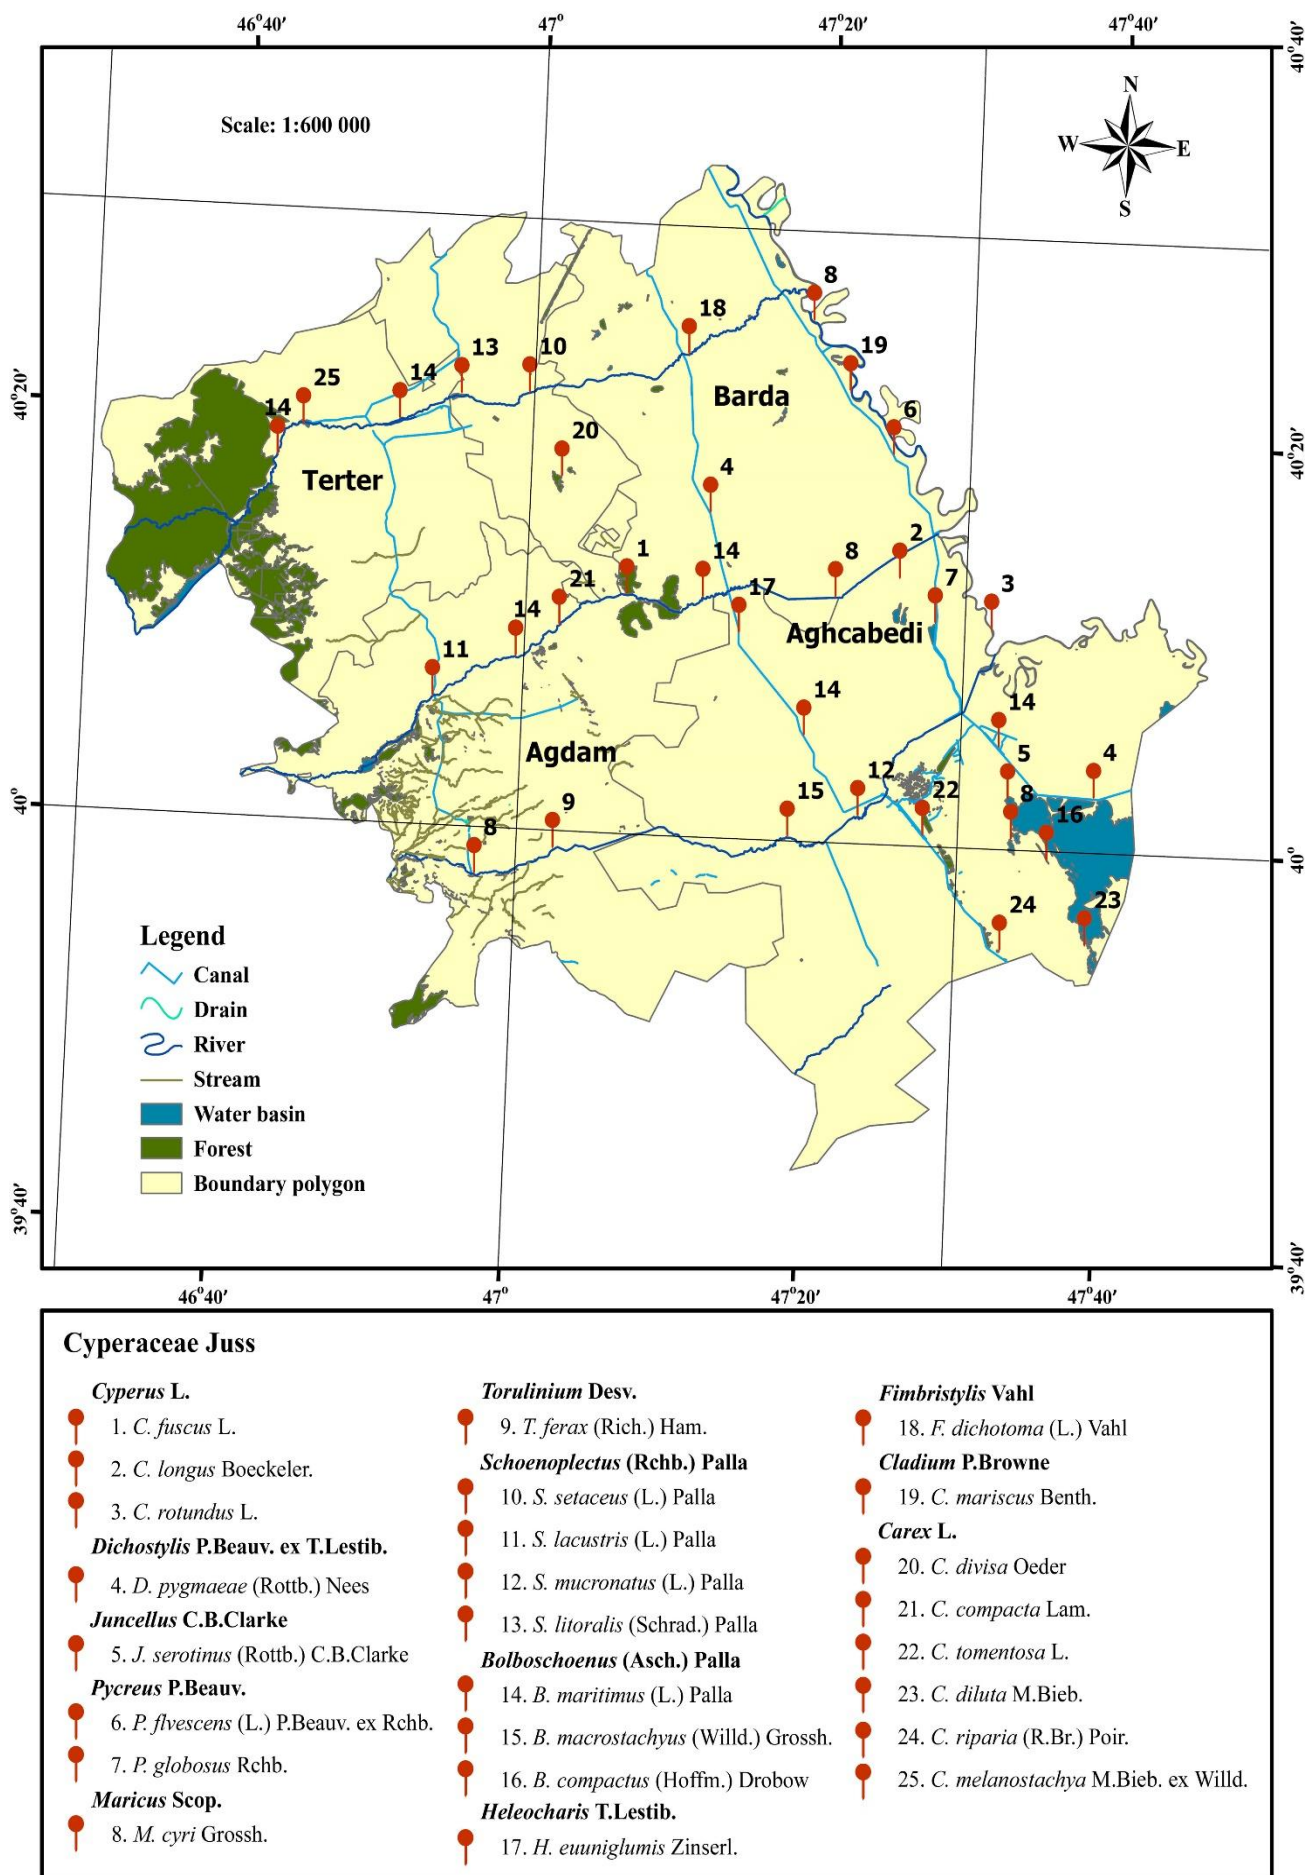 46°40′ 47° 47°20′ 47°40′
40°40′
Scale: 1:600 000
N
W E
S
8
18
19
13 10
14
25
14
40°20′
Barda
6
20
40°20′
Terter
4
2
1 14 8
21
17
7
3
14
Aghcabedi
11
14
14
Agdam
5 4
12
15 22 8
9
16
8
40°
40°
23
24
Legend
Canal
Drain
River
Stream
Water basin
Forest
Boundary polygon
39°40′
39°40′
46°40′ 47° 47°20′ 47°40′
Cyperaceae Juss
Cyperus L.
1. C. fuscus L.
2. C. longus Boeckeler.
3. C. rotundus L.
Dichostylis P.Beauv. ex T.Lestib.
4. D. pygmaeae (Rottb.) Nees
Juncellus C.B.Clarke
5. J. serotinus (Rottb.) C.B.Clarke
Pycreus P.Beauv.
6. P. flvescens (L.) P.Beauv. ex Rchb.
7. P. globosus Rchb.
Maricus Scop.
8. M. cyri Grossh.
Torulinium Desv.
9. T. ferax (Rich.) Ham.
Schoenoplectus (Rchb.) Palla
10. S. setaceus (L.) Palla
11. S. lacustris (L.) Palla
12. S. mucronatus (L.) Palla
13. S. litoralis (Schrad.) Palla
Bolboschoenus (Asch.) Palla
14. B. maritimus (L.) Palla
15. B. macrostachyus (Willd.) Grossh.
16. B. compactus (Hoffm.) Drobow
Heleocharis T.Lestib.
17. H. euuniglumis Zinserl.
Fimbristylis Vahl
18. F. dichotoma (L.) Vahl
Cladium P.Browne
19. C. mariscus Benth.
Carex L.
20. C. divisa Oeder
21. C. compacta Lam.
22. C. tomentosa L.
23. C. diluta M.Bieb.
24. C. riparia (R.Br.) Poir.
25. C. melanostachya M.Bieb. ex Willd.